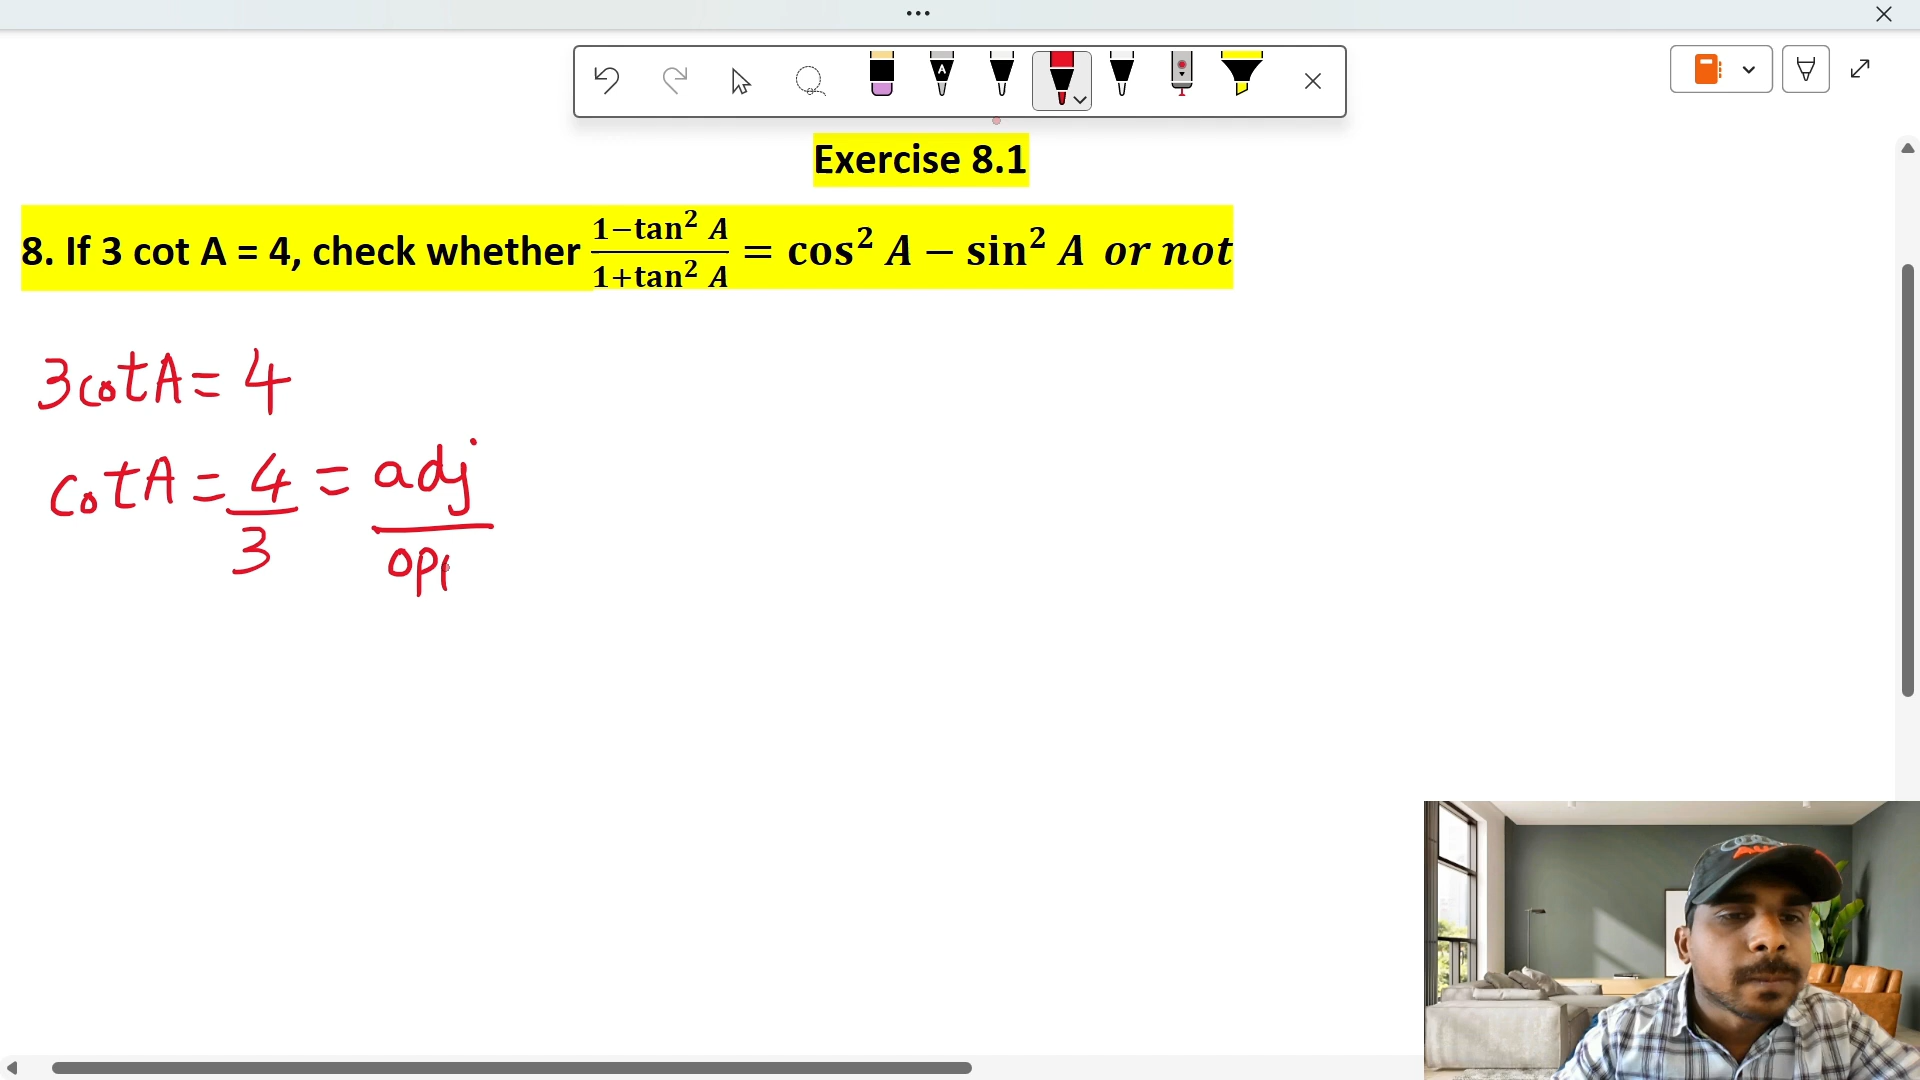 Exercise 8.1
8. If 3 cot A = 4, check whether (1−tan² A)/(1+tan² A) = cos² A − sin² A or not
3cotA = 4
cotA = 4/3 = adj/opp